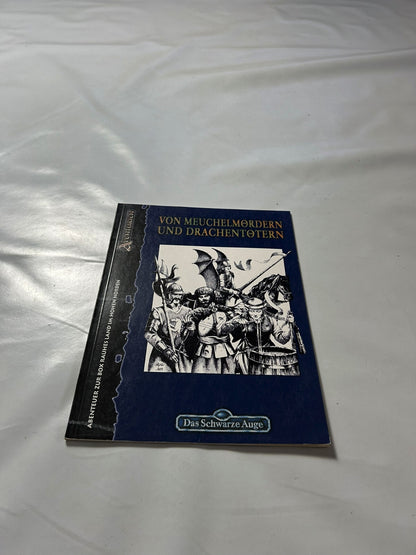 VON MEUCHELMÖRDERN
UND DRACHENTÖTERN
ABENTEUER ZUR BOX RAUHES LAND IM HOHEN NORDEN
Das Schwarze Auge